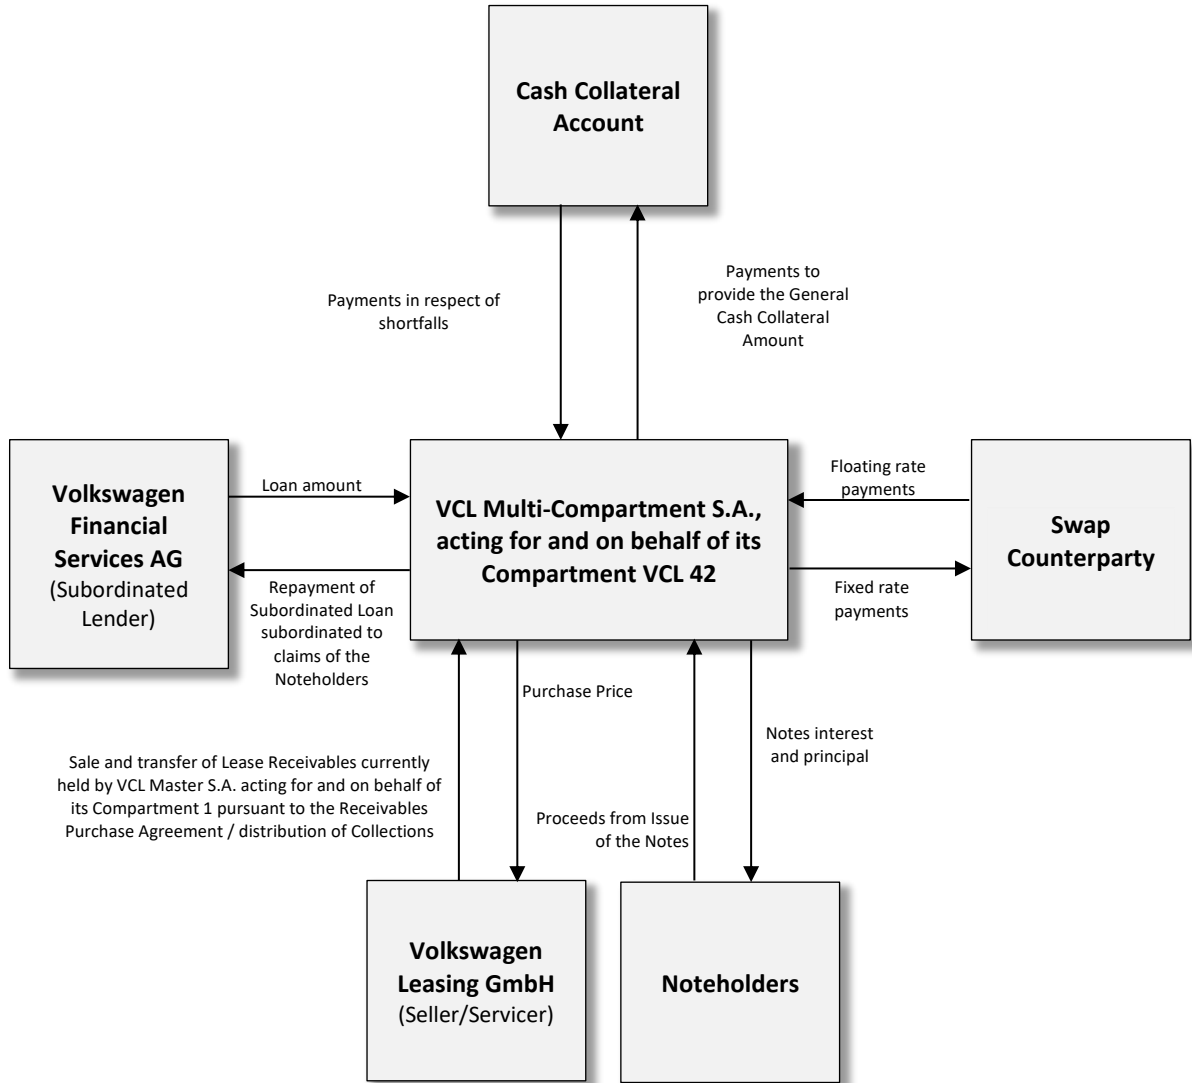 Cash Collateral
Account
Payments in respect of
shortfalls
Payments to
provide the General
Cash Collateral
Amount
Volkswagen
Financial
Services AG
(Subordinated
Lender)
Loan amount
Repayment of
Subordinated Loan
subordinated to
claims of the
Noteholders
VCL Multi-Compartment S.A.,
acting for and on behalf of its
Compartment VCL 42
Floating rate
payments
Fixed rate
payments
Swap
Counterparty
Sale and transfer of Lease Receivables currently
held by VCL Master S.A. acting for and on behalf of
its Compartment 1 pursuant to the Receivables
Purchase Agreement / distribution of Collections
Purchase Price
Proceeds from Issue
of the Notes
Notes interest
and principal
Volkswagen
Leasing GmbH
(Seller/Servicer)
Noteholders